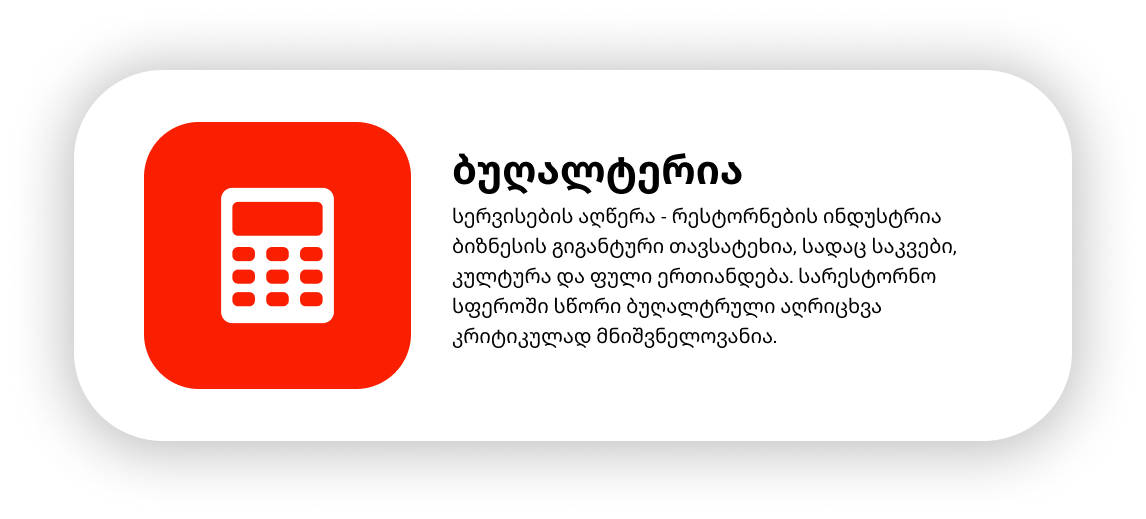 ბუღალტერია
სერვისების აღწერა - რესტორნების ინდუსტრია
ბიზნესის გიგანტური თავსატეხია, სადაც საკვები,
კულტურა და ფული ერთიანდება. სარესტორნო
სფეროში სწორი ბუღალტრული აღრიცხვა
კრიტიკულად მნიშვნელოვანია.